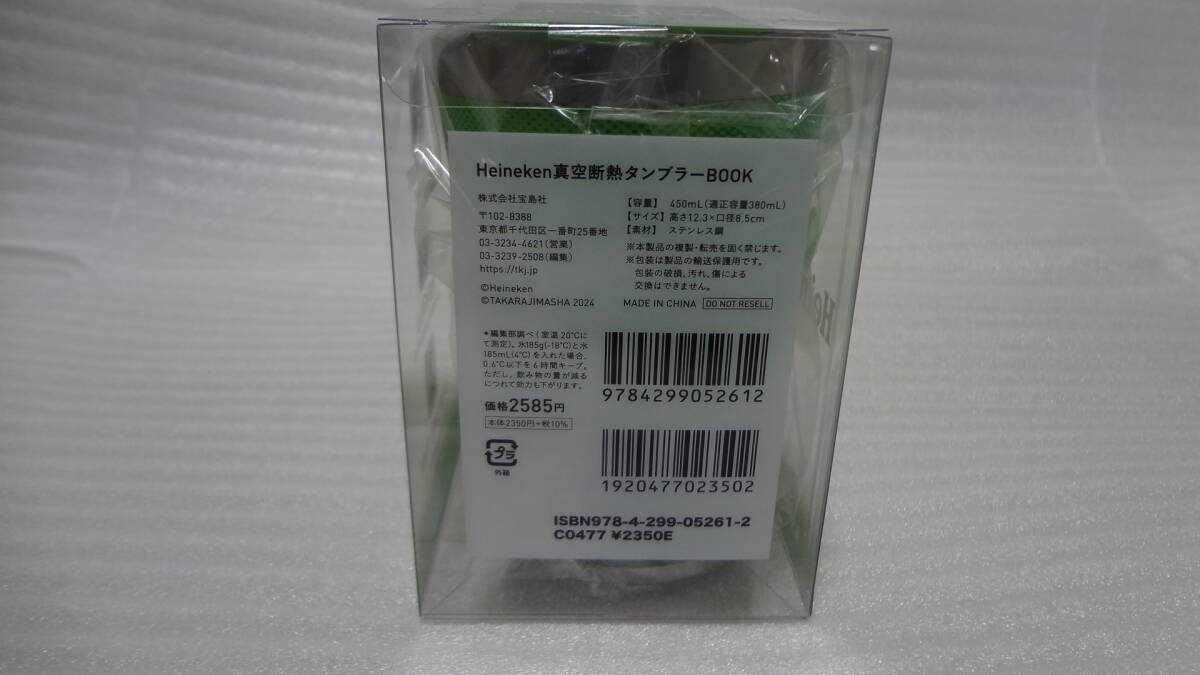 Heineken真空断熱タンブラーBOOK
株式会社宝島社
〒102-8388
東京都千代田区一番町25番地
03-3234-4621(営業)
03-3239-2508(編集)
https://tkj.jp
©Heineken
©TAKARAJIMASHA 2024
【容量】 450mL(適正容量380mL)
【サイズ】高さ12.3×口径8.5cm
【素材】 ステンレス鋼
※本製品の複製・転売を固く禁じます。
※包装は製品の輸送保護用です。
包装の破損、汚れ、傷による
交換はできません。
MADE IN CHINA DO NOT RESELL
*編集部調べ(室温20℃に
て測定)。氷185g(-18℃)と水
185mL(4℃)を入れた場合、
0.6℃以下を6時間キープ。
ただし、飲み物の量が減る
につれて効力も下がります。
価格2585円
本体2350円+税10%
プラ
外箱
9784299052612
1920477023502
ISBN978-4-299-05261-2
C0477 ¥2350E